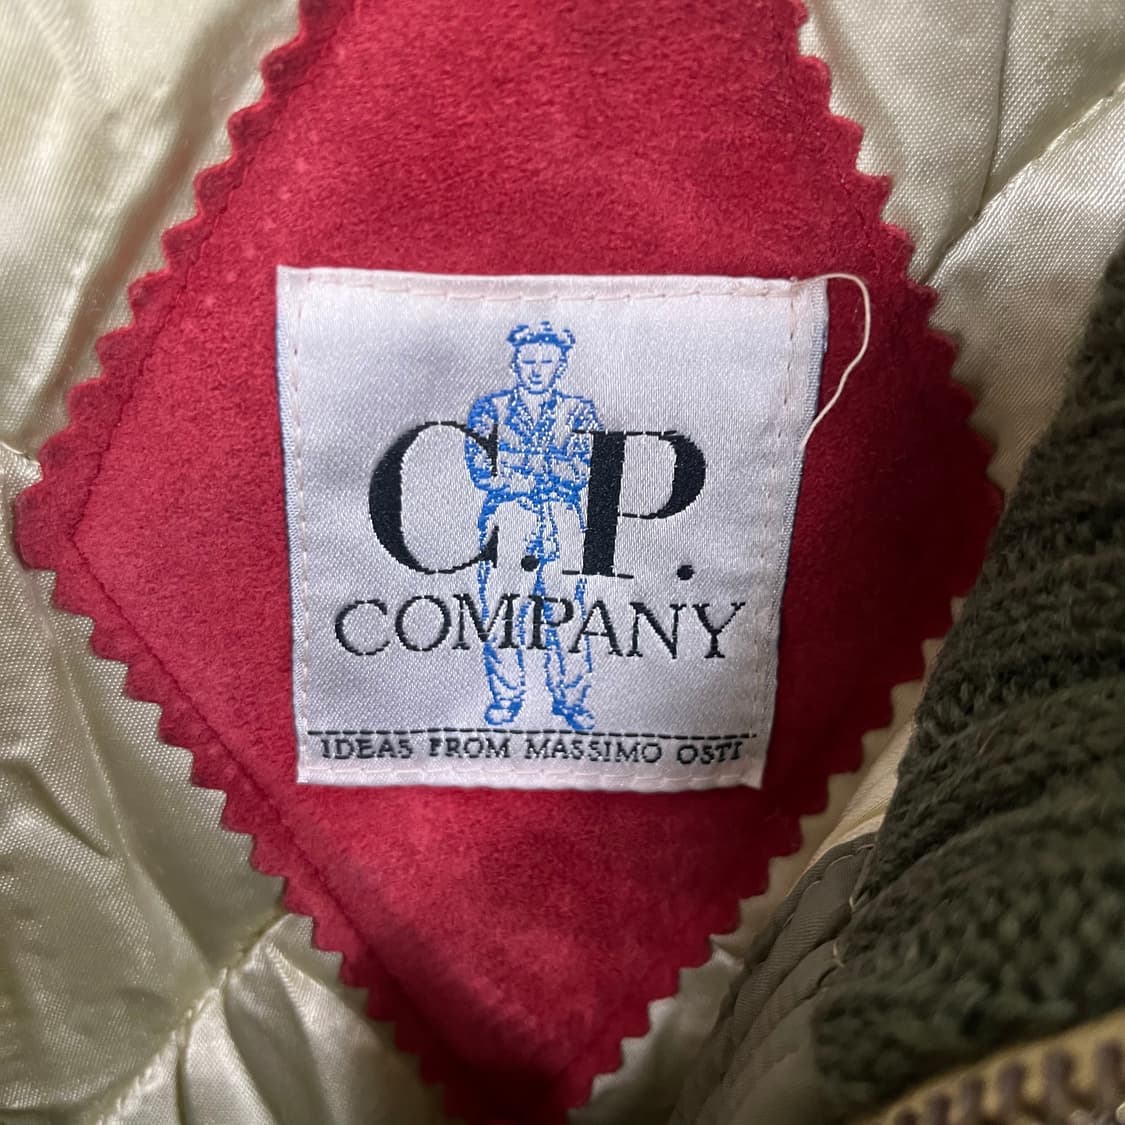 C.P.
COMPANY
IDEAS FROM MASSIMO OSTI